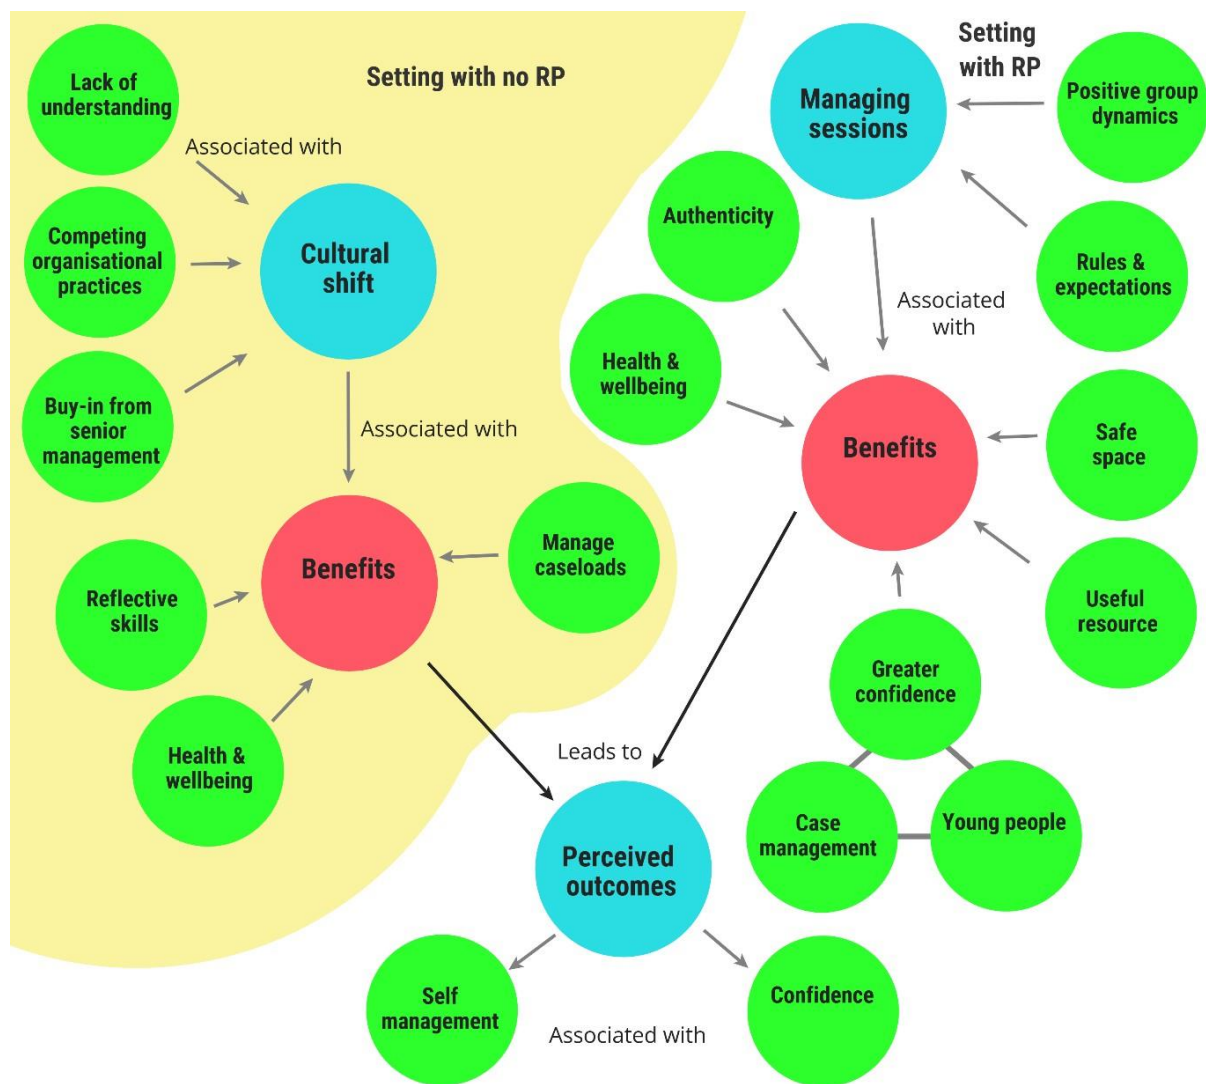 Setting with no RP
Lack of
understanding
Associated with
Competing
organisational
practices
Cultural
shift
Buy-in from
senior
management
Associated with
Benefits
Manage
caseloads
Reflective
skills
Health &
wellbeing
Setting
with RP
Managing
sessions
Positive group
dynamics
Authenticity
Rules &
expectations
Associated
with
Health &
wellbeing
Benefits
Safe
space
Useful
resource
Greater
confidence
Case
management
Young people
Leads to
Perceived
outcomes
Self
management
Confidence
Associated with